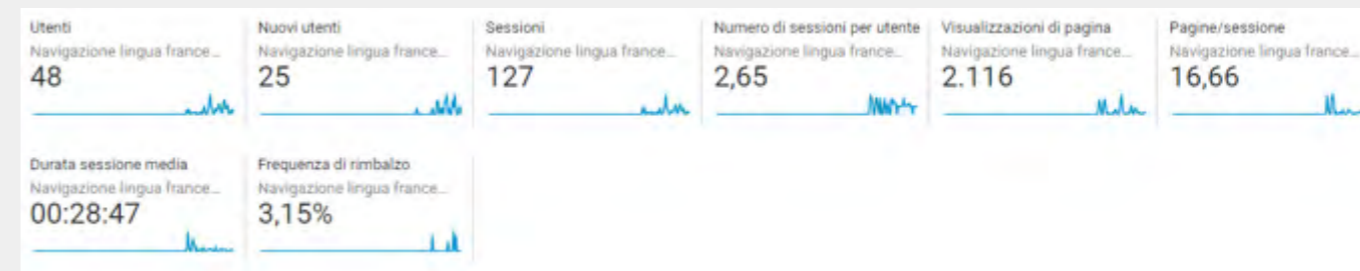 Utenti
Navigazione lingua france...
48
Nuovi utenti
Navigazione lingua france...
25
Sessioni
Navigazione lingua france...
127
Numero di sessioni per utente
Navigazione lingua france...
2,65
Visualizzazioni di pagina
Navigazione lingua france...
2.116
Pagine/sessione
Navigazione lingua france...
16,66
Durata sessione media
Navigazione lingua france...
00:28:47
Frequenza di rimbalzo
Navigazione lingua france...
3,15%